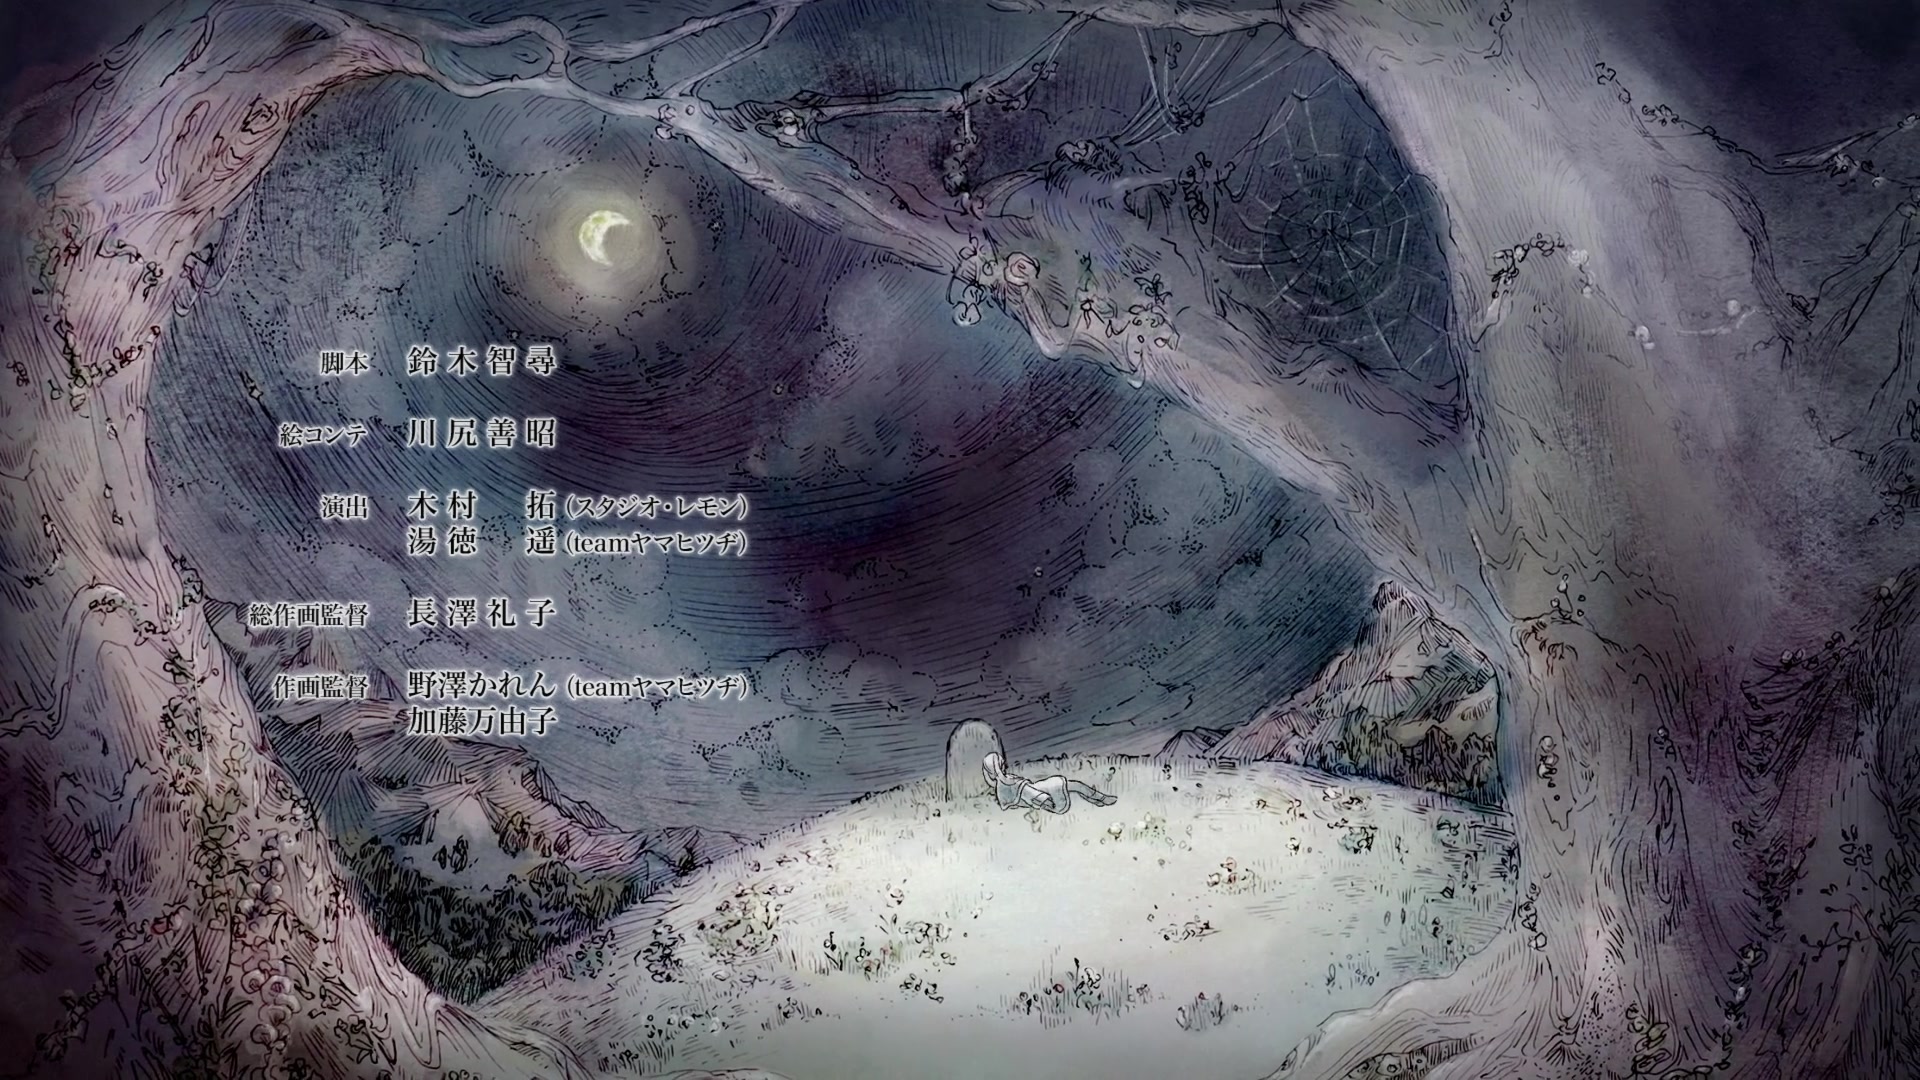 脚本 鈴木智尋
絵コンテ 川尻善昭
演出 木村 拓 (スタジオ・レモン)
湯徳 遥 (teamヤマヒツヂ)
総作画監督 長澤礼子
作画監督 野澤かれん (teamヤマヒツヂ)
加藤万由子